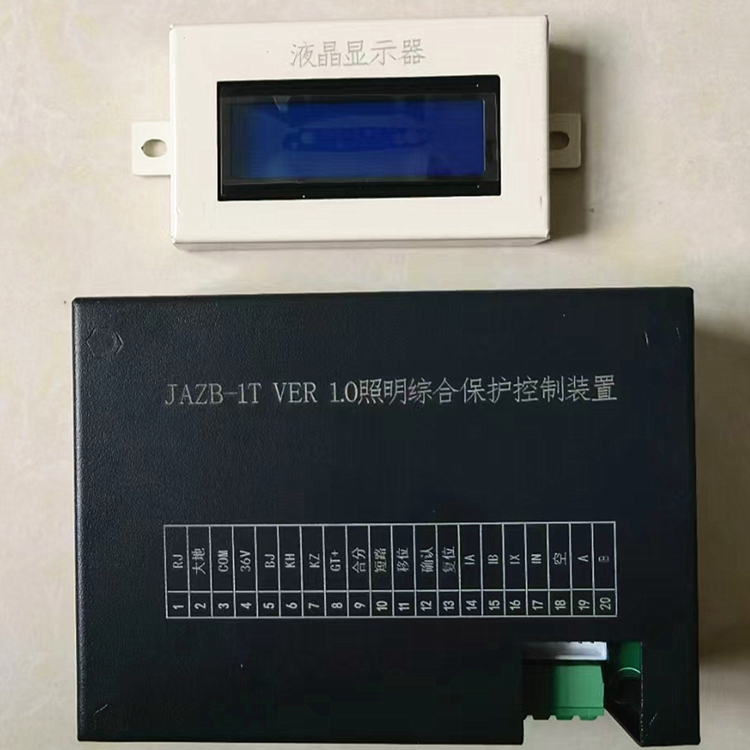 液晶显示器
JAZB-1T VER 1.0照明综合保护控制装置
1 RJ
2 大地
3 COM
4 36V
5 BJ
6 KH
7 KZ
8 GT+
9 合分
10 短路
11 移位
12 确认
13 复位
14 IA
15 IB
16 IX
17 IN
18 空
19 A
20 B